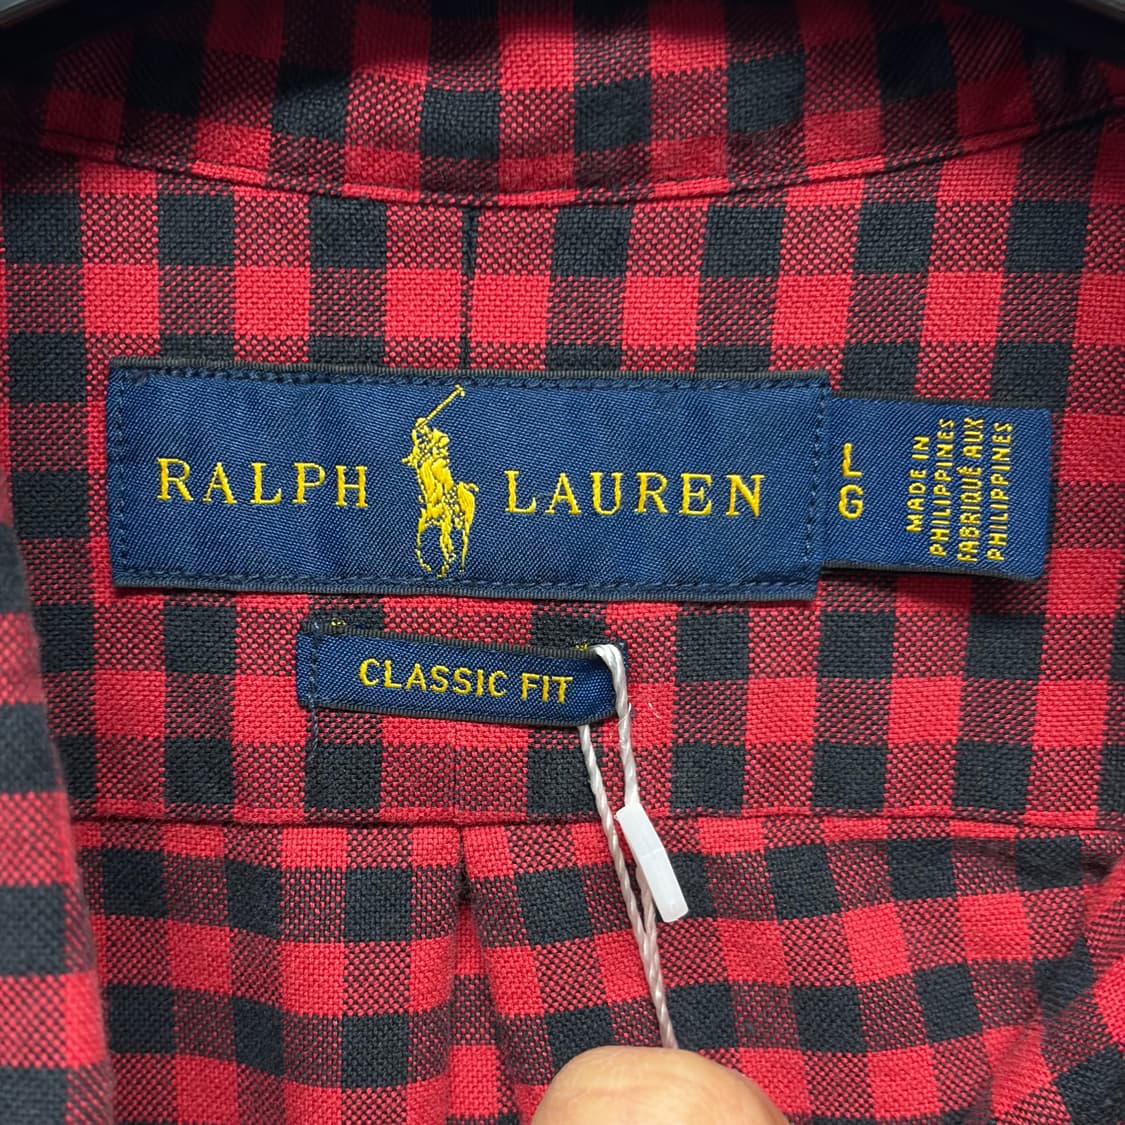 RALPH LAUREN
L
G
MADE IN
PHILIPPINES
FABRIQUÉ AUX
PHILIPPINES
CLASSIC FIT